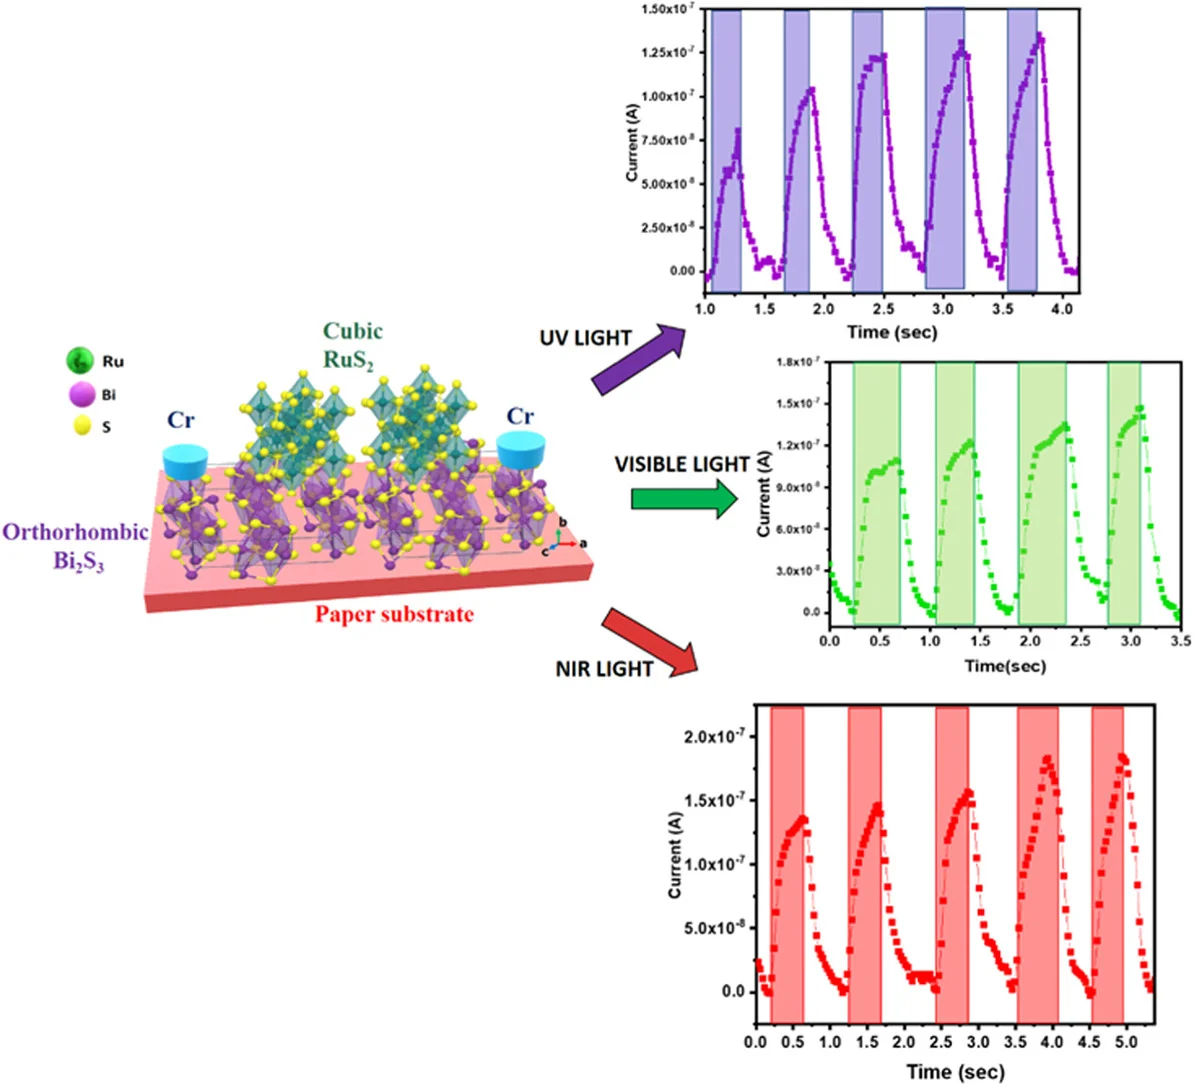 Cubic
RuS2
Ru
Bi
S
Cr
Cr
Orthorhombic
Bi2S3
b
a
c
Paper substrate
UV LIGHT
VISIBLE LIGHT
NIR LIGHT
1.50x10-7
1.25x10-7
1.00x10-7
7.50x10-8
5.00x10-8
2.50x10-8
0.00
Current (A)
1.0 1.5 2.0 2.5 3.0 3.5 4.0
Time (sec)
1.8x10-7
1.5x10-7
1.2x10-7
9.0x10-8
6.0x10-8
3.0x10-8
0.0
Current (A)
0.0 0.5 1.0 1.5 2.0 2.5 3.0 3.5
Time(sec)
2.0x10-7
1.5x10-7
1.0x10-7
5.0x10-8
0.0
Current (A)
0.0 0.5 1.0 1.5 2.0 2.5 3.0 3.5 4.0 4.5 5.0
Time (sec)